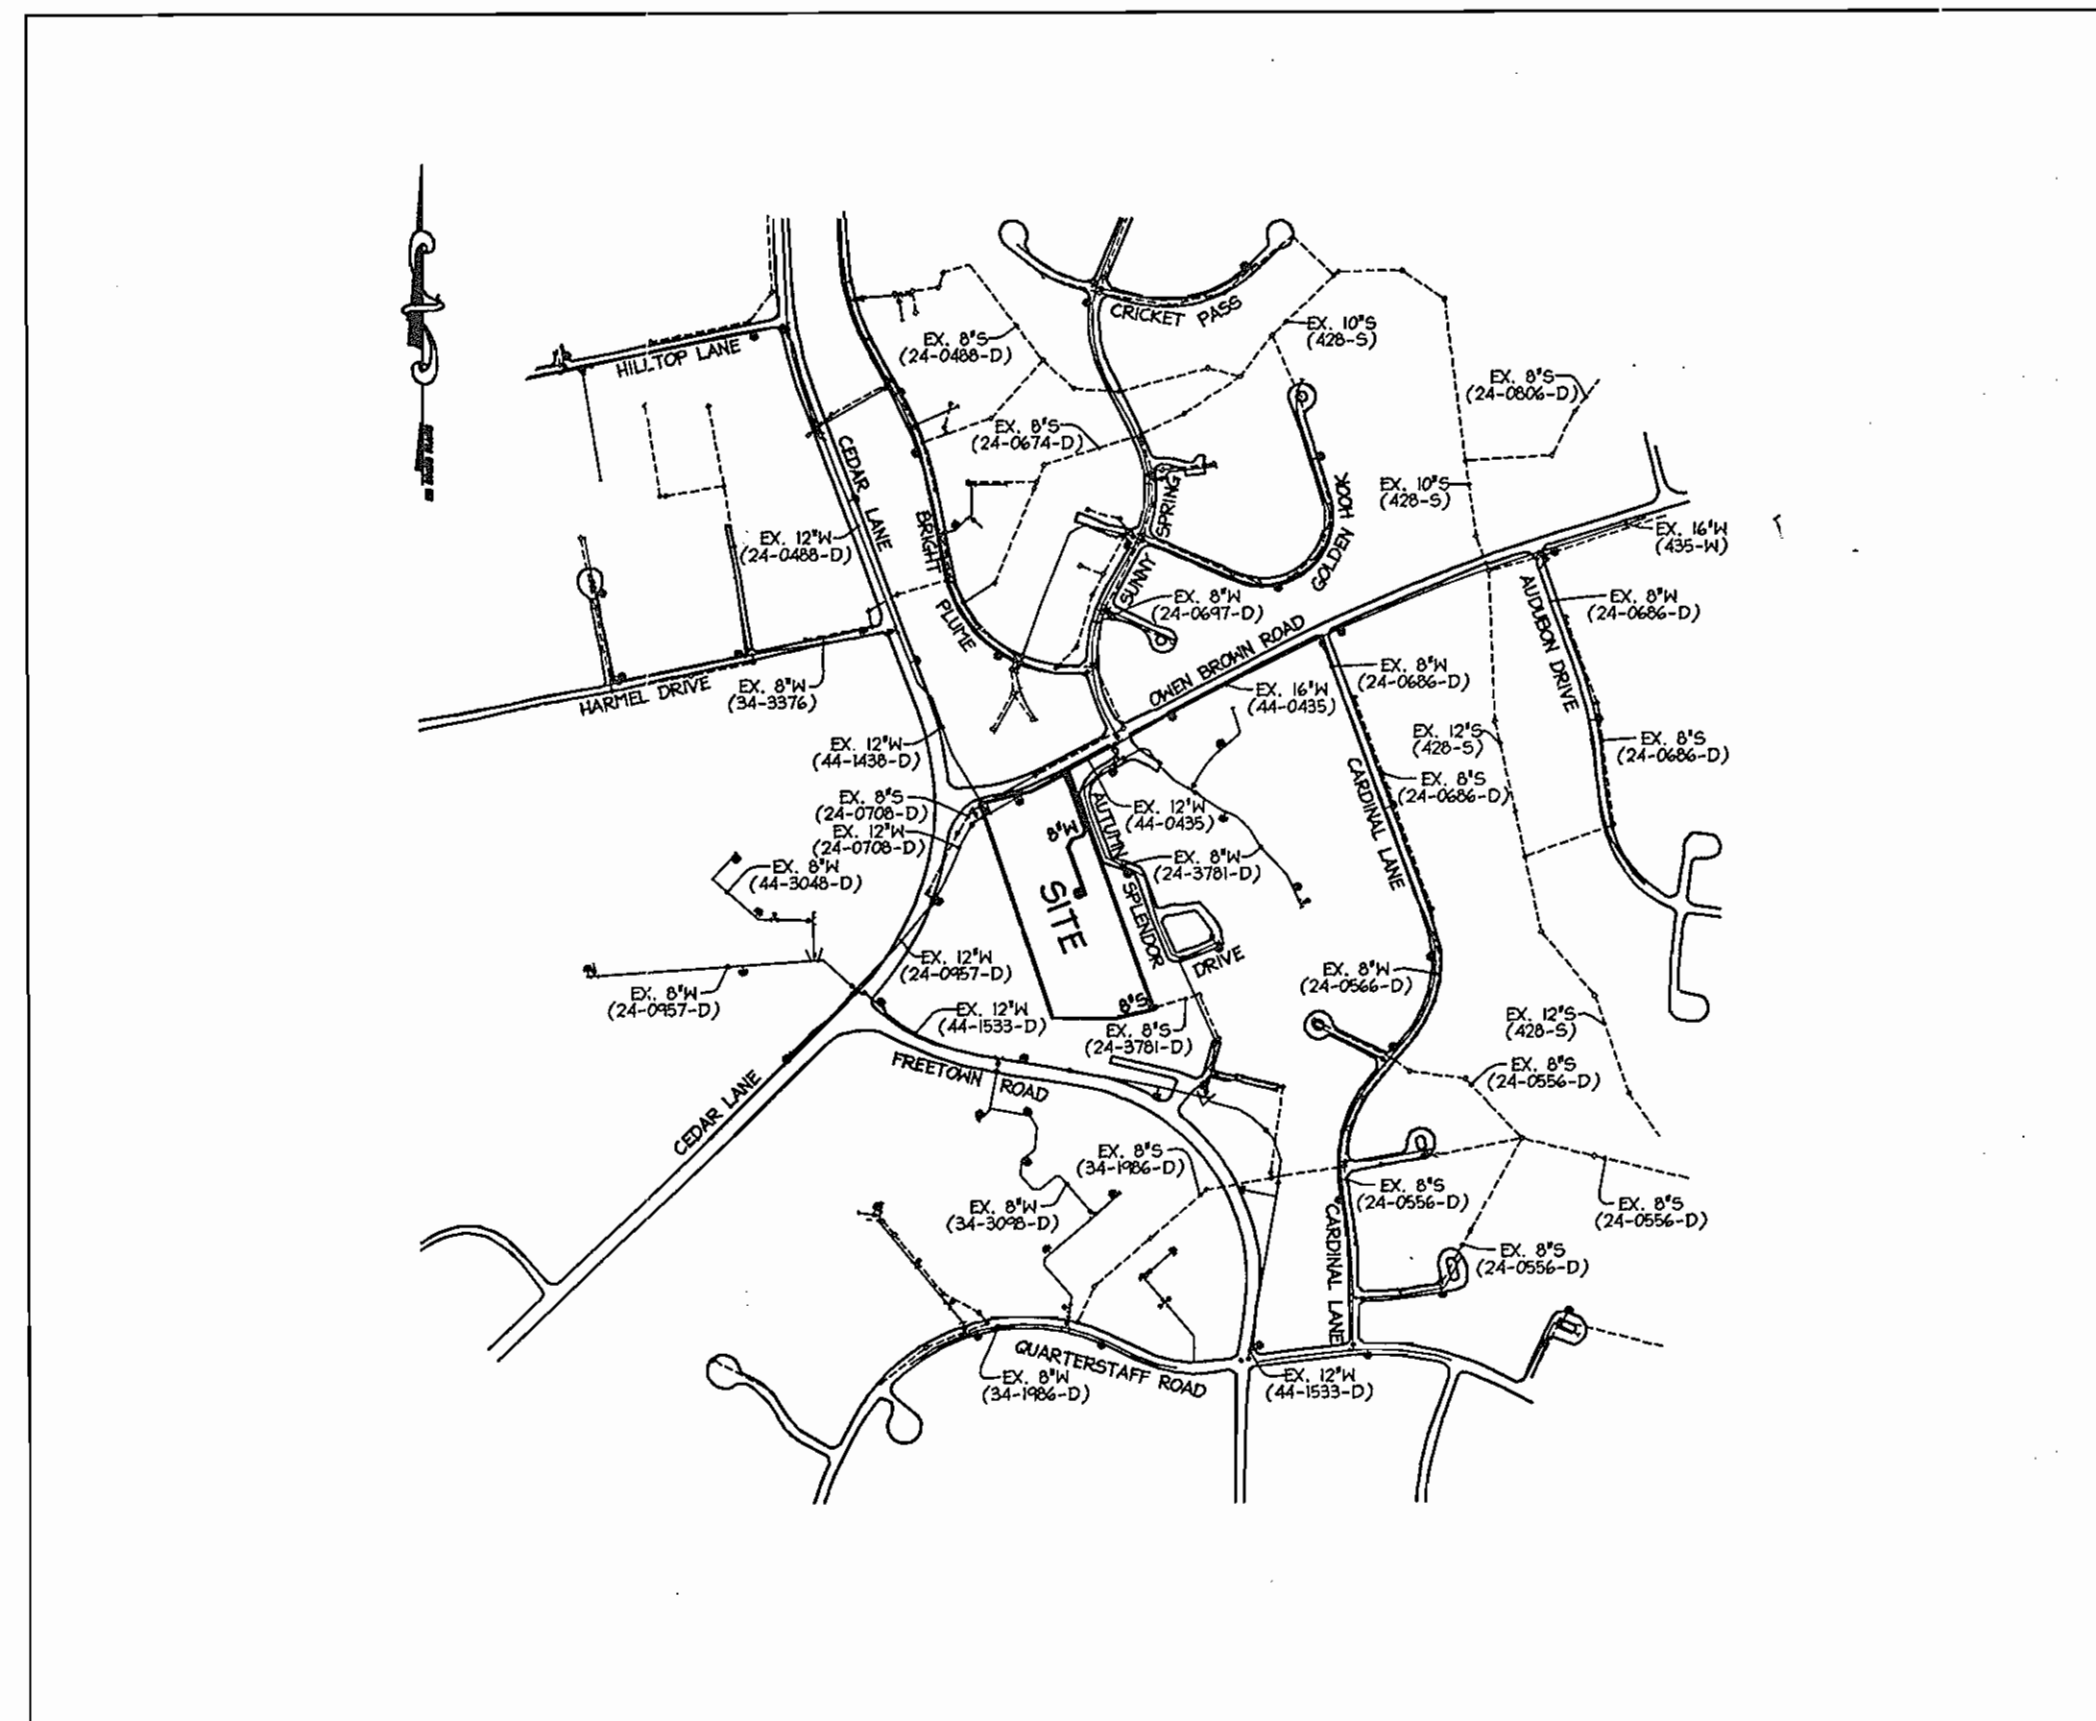 CRICKET PASS
EX. 10"S
(428-S)
EX. 8"S
(24-0488-D)
HILLTOP LANE
EX. 8"S
(24-0806-D)
EX. 8"S
(24-0674-D)
CEDAR LANE
EX. 10"S
(428-S)
SPRING
GOLDEN HOOK
BRIGHT
EX. 12"W
(24-0488-D)
EX. 16"W
(435-W)
SUNNY
EX. 8"W
(24-0697-D)
AUDUBON DRIVE
EX. 8"W
(24-0686-D)
PLUME
OWEN BROWN ROAD
EX. 8"W
(24-0686-D)
HARMEL DRIVE
EX. 8"W
(34-3376)
EX. 16"W
(44-0435)
EX. 12"W
(44-1438-D)
EX. 12"S
(428-S)
EX. 8"S
(24-0686-D)
CARDINAL LANE
EX. 8"S
(24-0686-D)
EX. 8"S
(24-0708-D)
EX. 12"W
(24-0708-D)
AUTUMN
EX. 12"W
(44-0435)
8"W
EX. 8"W
(44-3048-D)
EX. 8"W
(24-3781-D)
SITE
SPLENDOR
DRIVE
EX. 12"W
(24-0957-D)
EX. 8"W
(24-0566-D)
EX. 8"W
(24-0957-D)
8"S
EX. 12"W
(44-1533-D)
EX. 8"S
(24-3781-D)
EX. 12"S
(428-S)
FREETOWN ROAD
EX. 8"S
(24-0556-D)
CEDAR LANE
EX. 8"S
(34-1986-D)
EX. 8"S
(24-0556-D)
EX. 8"W
(34-3098-D)
EX. 8"S
(24-0556-D)
CARDINAL LANE
EX. 8"S
(24-0556-D)
QUARTERSTAFF ROAD
EX. 8"W
(34-1986-D)
EX. 12"W
(44-1533-D)